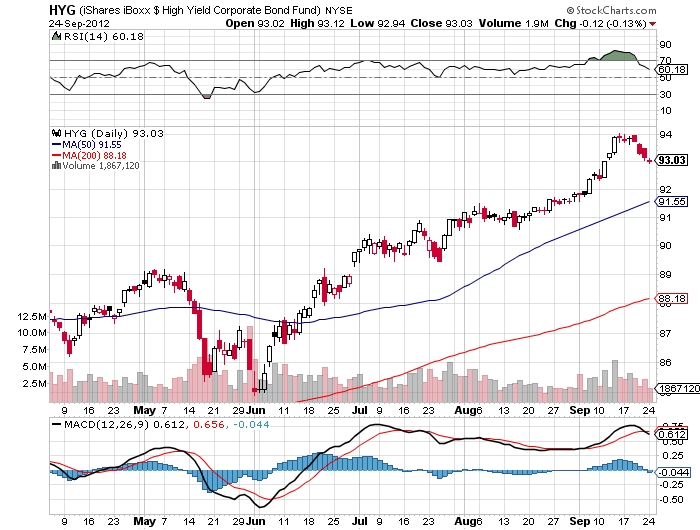 HYG (iShares iBoxx $ High Yield Corporate Bond Fund) NYSE
© StockCharts.com
24-Sep-2012
Open 93.02 High 93.12 Low 92.94 Close 93.03 Volume 1.9M Chg -0.12 (-0.13%)
RSI(14) 60.18
90
70
60.18
50
30
10
HYG (Daily) 93.03
MA(50) 91.55
MA(200) 88.18
Volume 1,867,120
94
93.03
92
91.55
91
90
89
88.18
87
86
1867120
12.5M
10.0M
7.5M
5.0M
2.5M
9 16 23 May 7 14 21 29 Jun 11 18 25 Jul 9 16 23 Aug 6 13 20 27 Sep 10 17 24
MACD(12,26,9) 0.612, 0.656, -0.044
0.612
0.25
-0.044
-0.25
-0.50
9 16 23 May 7 14 21 29 Jun 11 18 25 Jul 9 16 23 Aug 6 13 20 27 Sep 10 17 24